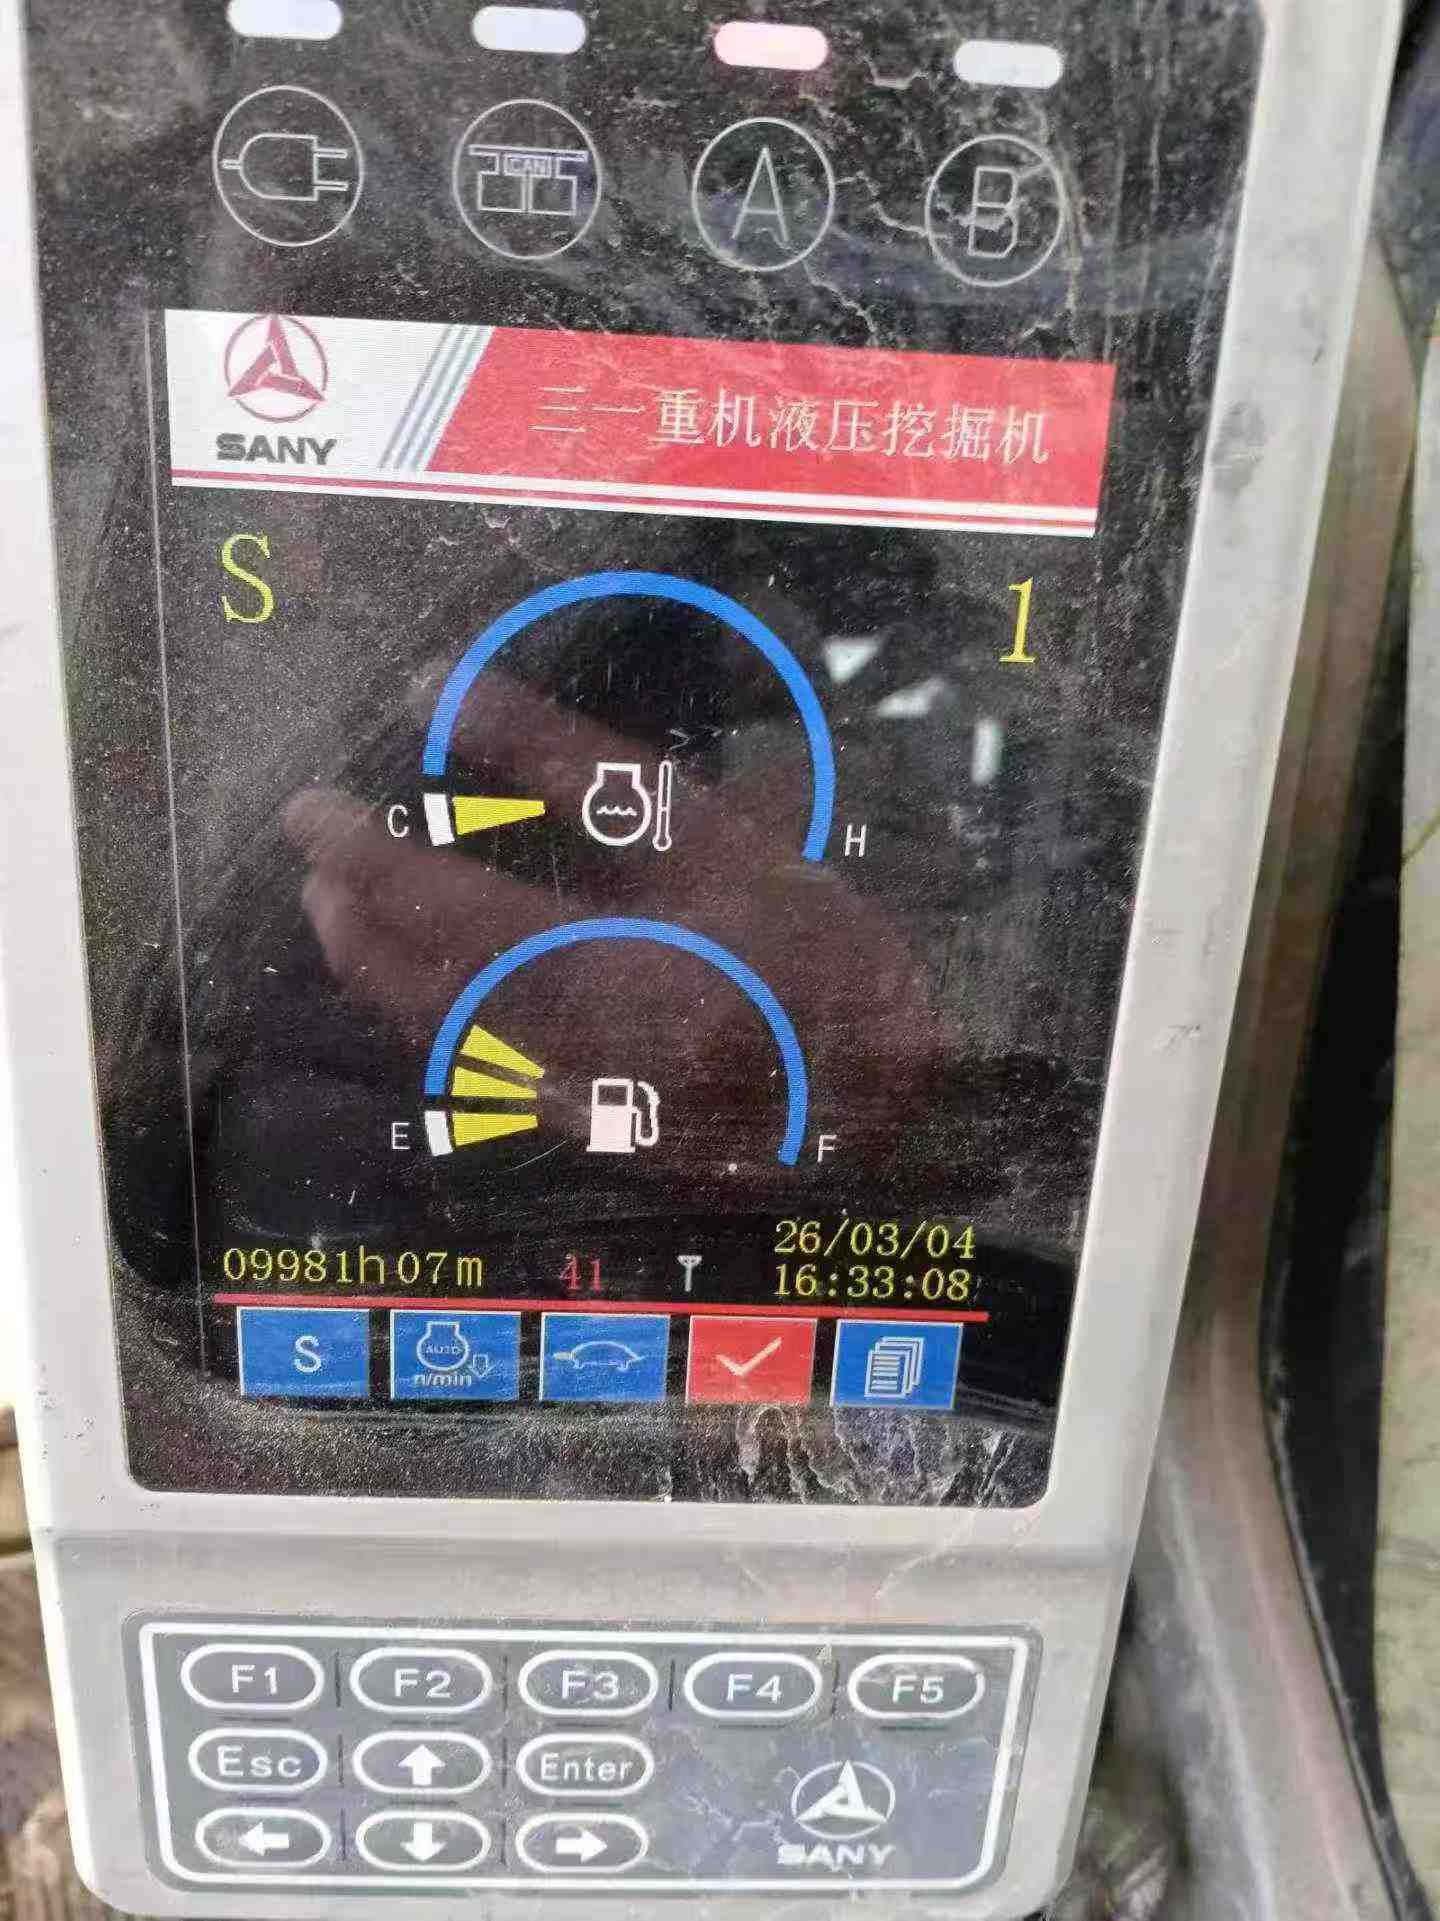 CAN
A
B
SANY
三一重机液压挖掘机
S
1
C
H
E
F
26/03/04
09981h07m
41
16:33:08
S
AUTO
n/min
F1
F2
F3
F4
F5
Esc
Enter
SANY